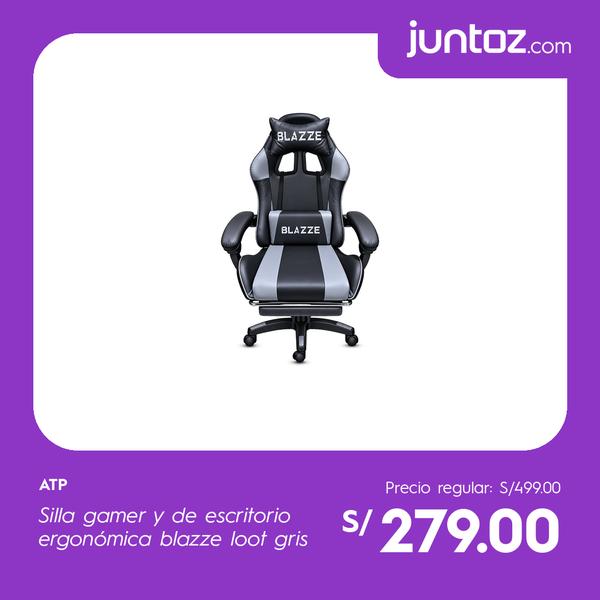 juntoz.com
BLAZZE
BLAZZE
ATP
Silla gamer y de escritorio
ergonómica blazze loot gris
Precio regular: S/499.00
S/ 279.00